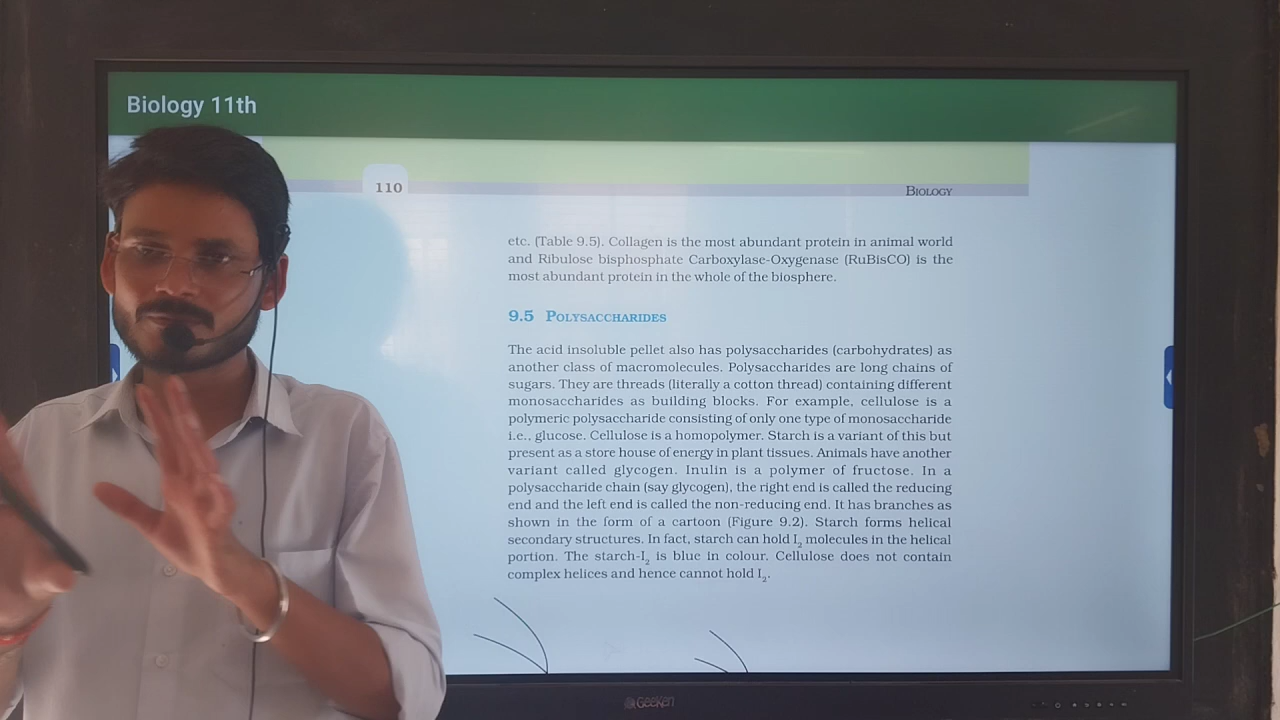 Biology 11th
110
BIOLOGY
etc. (Table 9.5). Collagen is the most abundant protein in animal world
and Ribulose bisphosphate Carboxylase-Oxygenase (RuBisCO) is the
most abundant protein in the whole of the biosphere.
9.5 POLYSACCHARIDES
The acid insoluble pellet also has polysaccharides (carbohydrates) as
another class of macromolecules. Polysaccharides are long chains of
sugars. They are threads (literally a cotton thread) containing different
monosaccharides as building blocks. For example, cellulose is a
polymeric polysaccharide consisting of only one type of monosaccharide
i.e., glucose. Cellulose is a homopolymer. Starch is a variant of this but
present as a store house of energy in plant tissues. Animals have another
variant called glycogen. Inulin is a polymer of fructose. In a
polysaccharide chain (say glycogen), the right end is called the reducing
end and the left end is called the non-reducing end. It has branches as
shown in the form of a cartoon (Figure 9.2). Starch forms helical
secondary structures. In fact, starch can hold I₂ molecules in the helical
portion. The starch-I₂ is blue in colour. Cellulose does not contain
complex helices and hence cannot hold I₂.
GeeKen